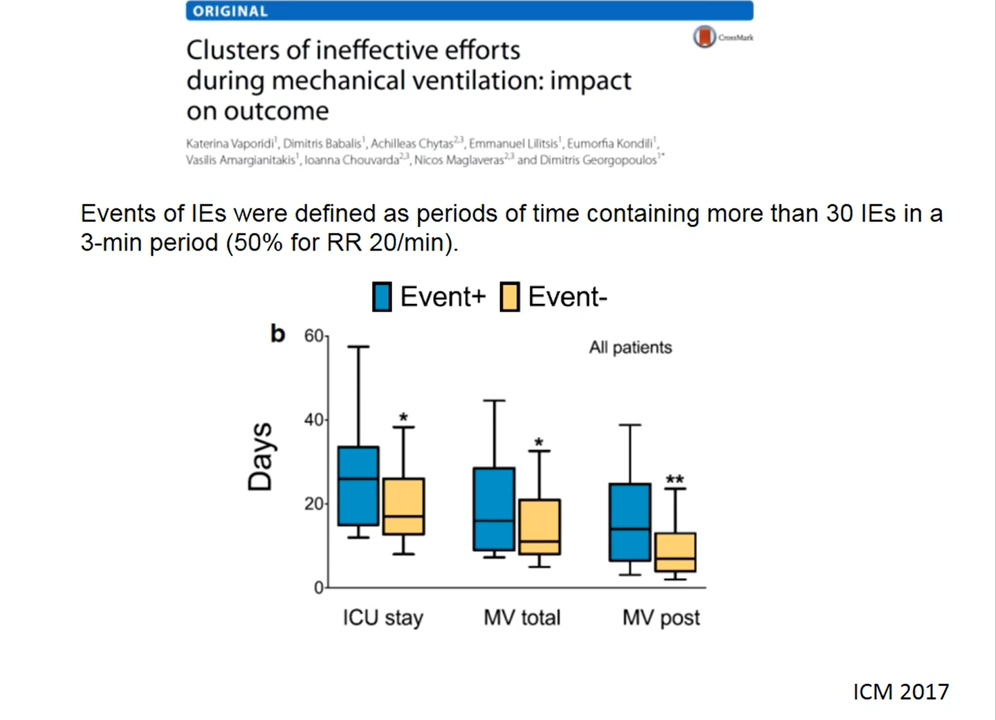 ORIGINAL
CrossMark
Clusters of ineffective efforts
during mechanical ventilation: impact
on outcome
Katerina Vaporidi¹, Dimitris Babalis¹, Achilleas Chytas²,³, Emmanuel Lilitsis¹, Eumorfia Kondili¹,
Vasilis Amargianitakis¹, Ioanna Chouvarda²,³, Nicos Maglaveras²,³ and Dimitris Georgopoulos¹*
Events of IEs were defined as periods of time containing more than 30 IEs in a
3-min period (50% for RR 20/min).
Event+ Event-
b
All patients
Days
60
40
20
0
*
*
**
ICU stay MV total MV post
ICM 2017